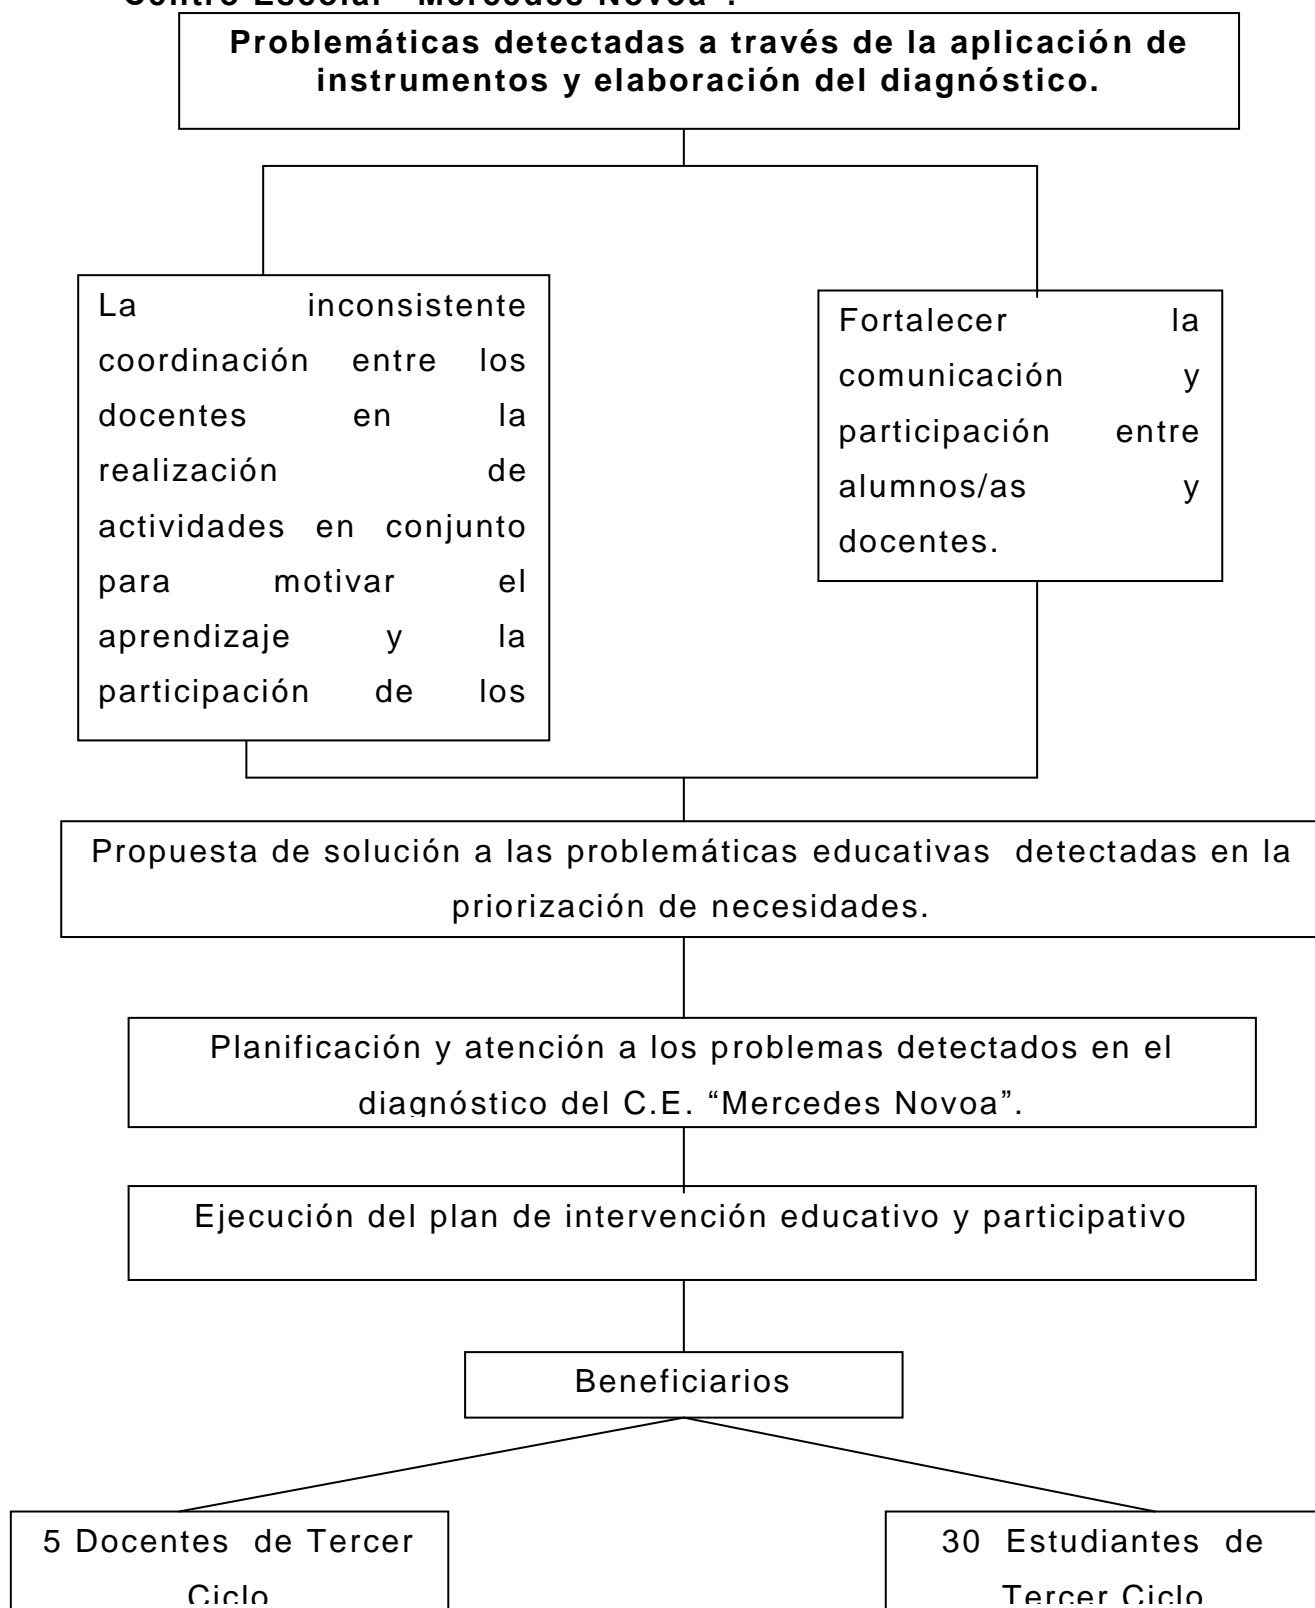 Centro Escolar “Mercedes Novoa”.
Problemáticas detectadas a través de la aplicación de
instrumentos y elaboración del diagnóstico.
La inconsistente
coordinación entre los
docentes en la
realización de
actividades en conjunto
para motivar el
aprendizaje y la
participación de los
Fortalecer la
comunicación y
participación entre
alumnos/as y
docentes.
Propuesta de solución a las problemáticas educativas detectadas en la
priorización de necesidades.
Planificación y atención a los problemas detectados en el
diagnóstico del C.E. “Mercedes Novoa”.
Ejecución del plan de intervención educativo y participativo
Beneficiarios
5 Docentes de Tercer
Ciclo
30 Estudiantes de
Tercer Ciclo